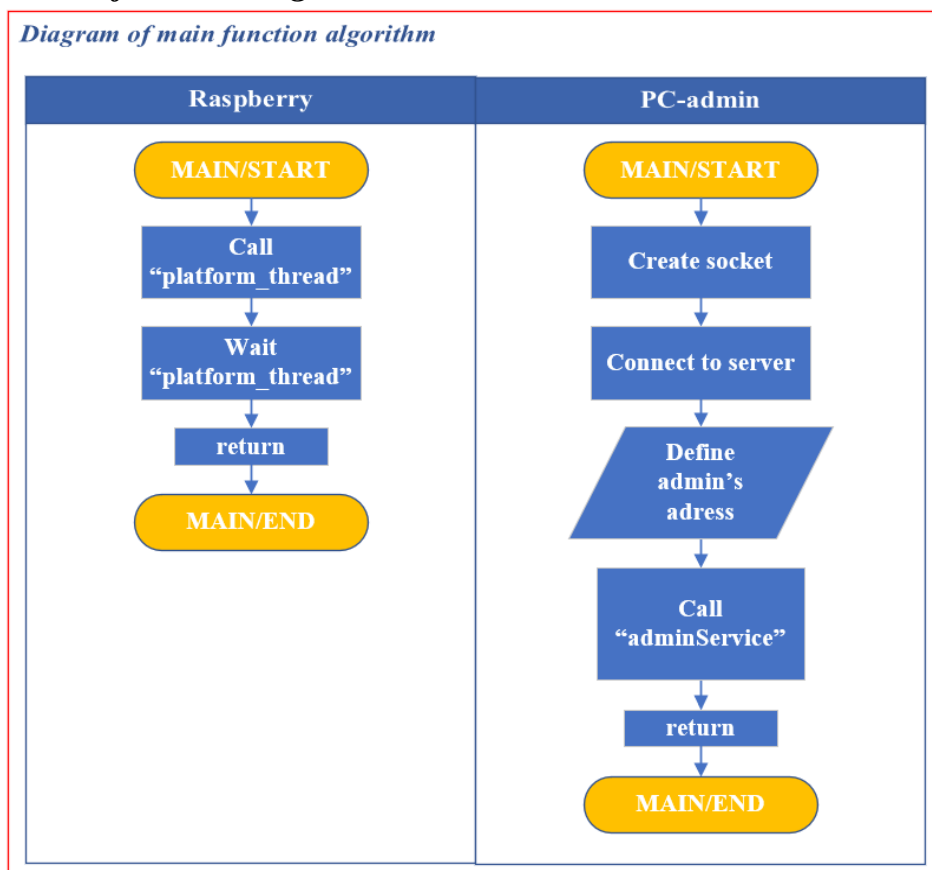 Diagram of main function algorithm
Raspberry
MAIN/START
Call
“platform_thread”
Wait
“platform_thread”
return
MAIN/END
PC-admin
MAIN/START
Create socket
Connect to server
Define
admin’s
adress
Call
“adminService”
return
MAIN/END